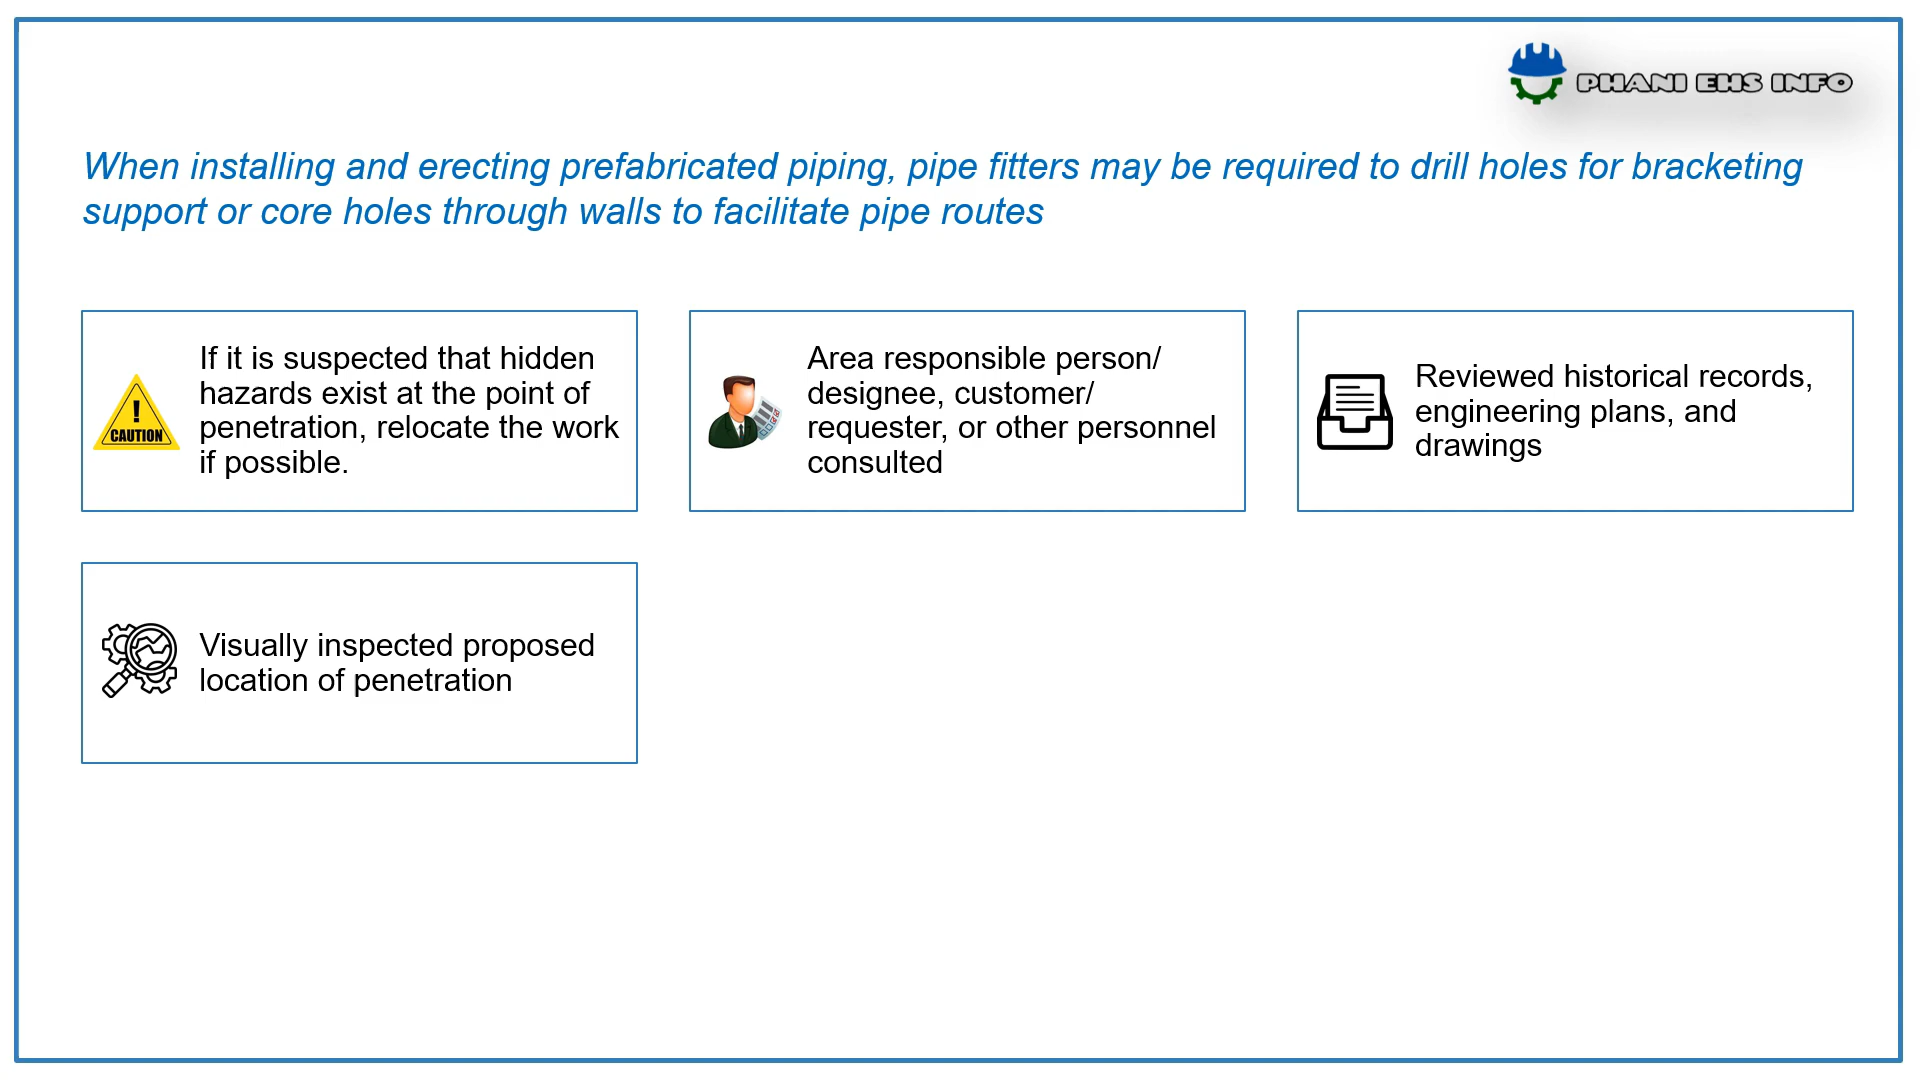 PHANI EHS INFO
When installing and erecting prefabricated piping, pipe fitters may be required to drill holes for bracketing
support or core holes through walls to facilitate pipe routes
If it is suspected that hidden
hazards exist at the point of
penetration, relocate the work
if possible.
!
CAUTION
Area responsible person/
designee, customer/
requester, or other personnel
consulted
Reviewed historical records,
engineering plans, and
drawings
Visually inspected proposed
location of penetration